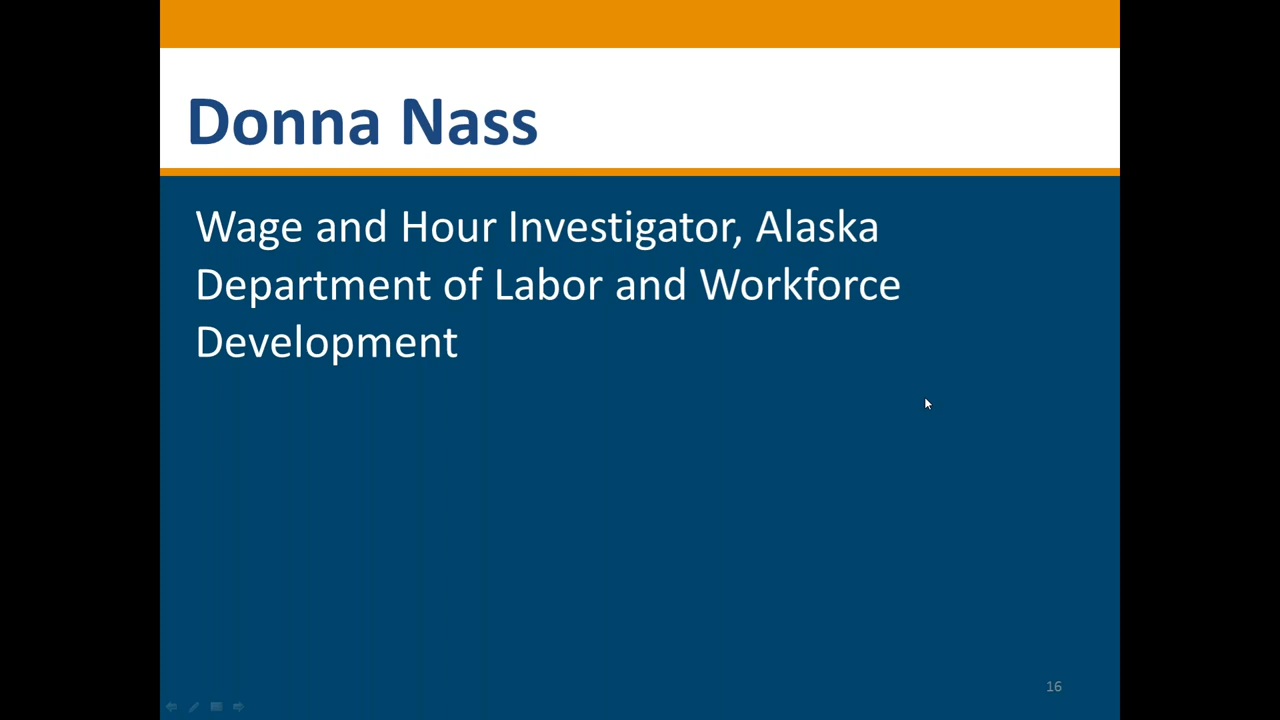 Donna Nass
Wage and Hour Investigator, Alaska
Department of Labor and Workforce
Development
16